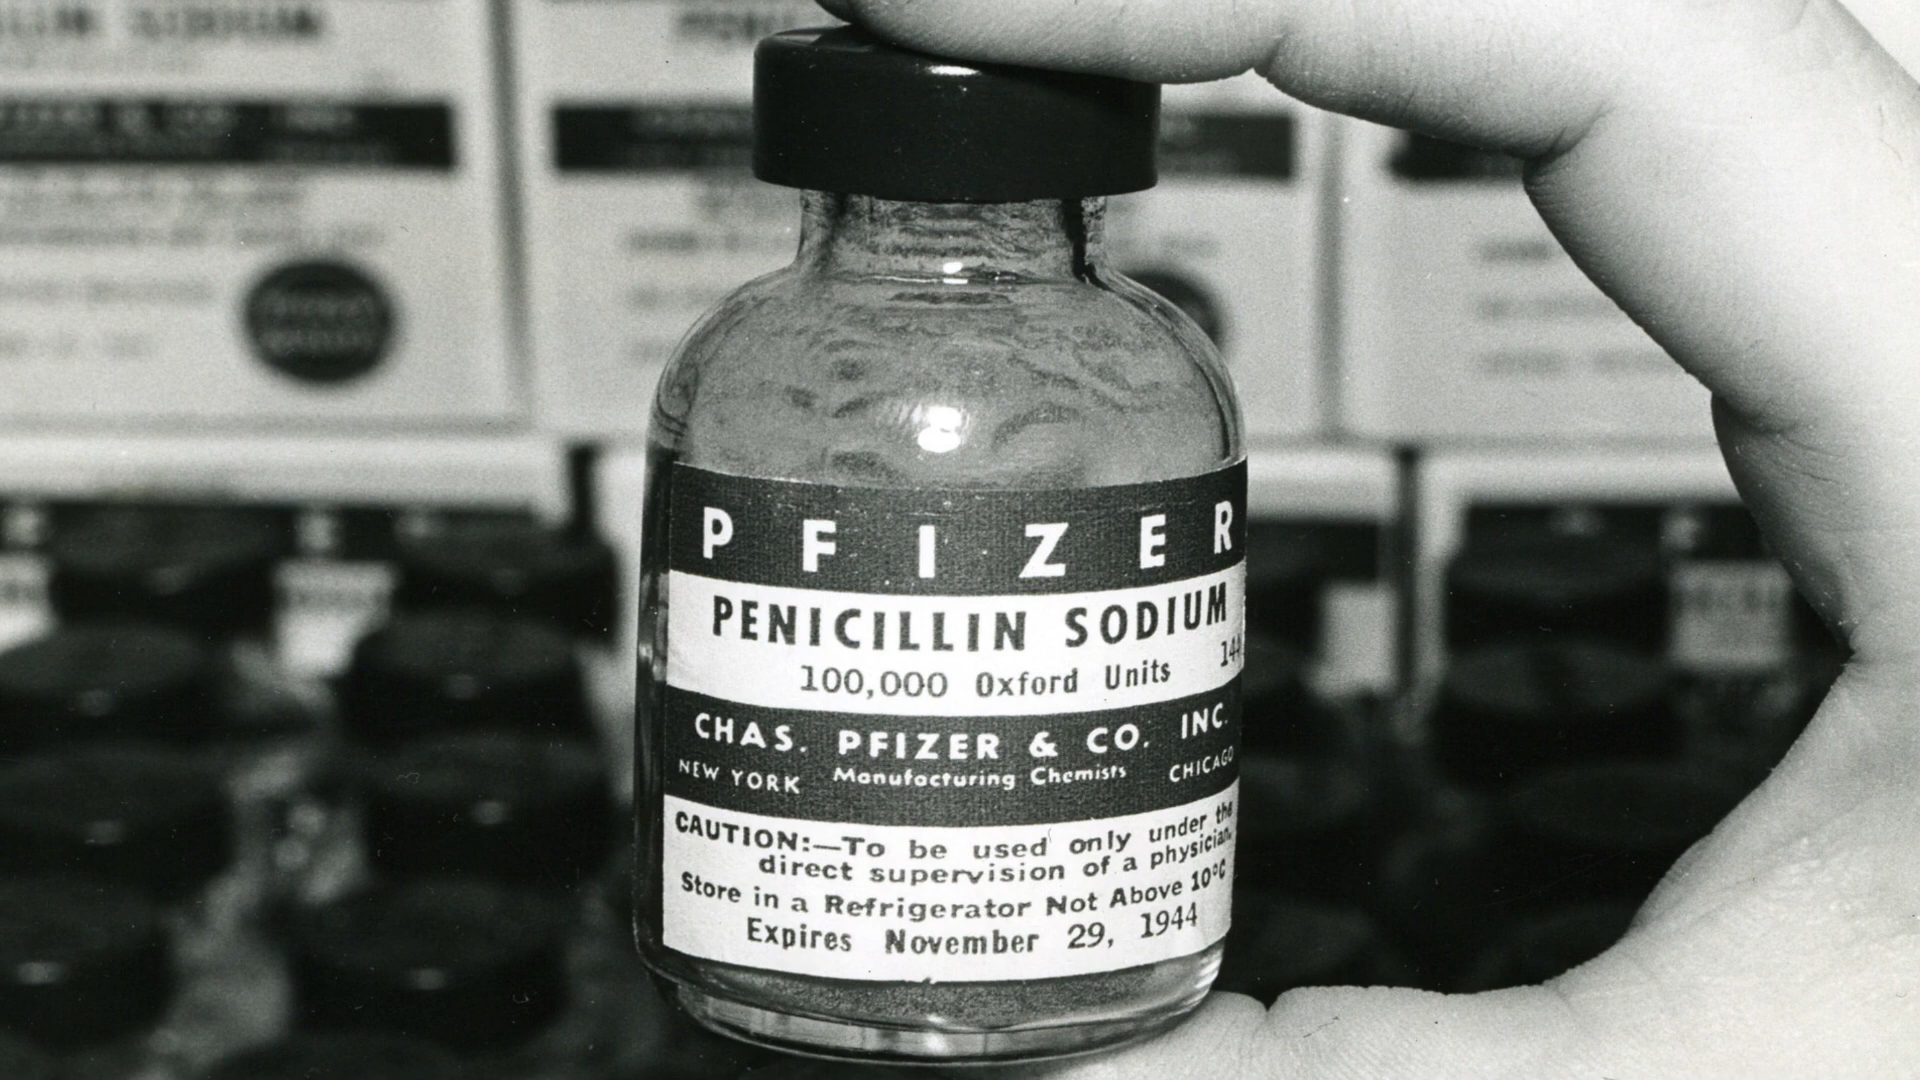 PFIZER
PENICILLIN SODIUM
100,000 Oxford Units
CHAS. PFIZER & CO. INC.
NEW YORK Manufacturing Chemists CHICAGO
CAUTION:—To be used only under the
direct supervision of a physician.
Store in a Refrigerator Not Above 10°C
Expires November 29, 1944